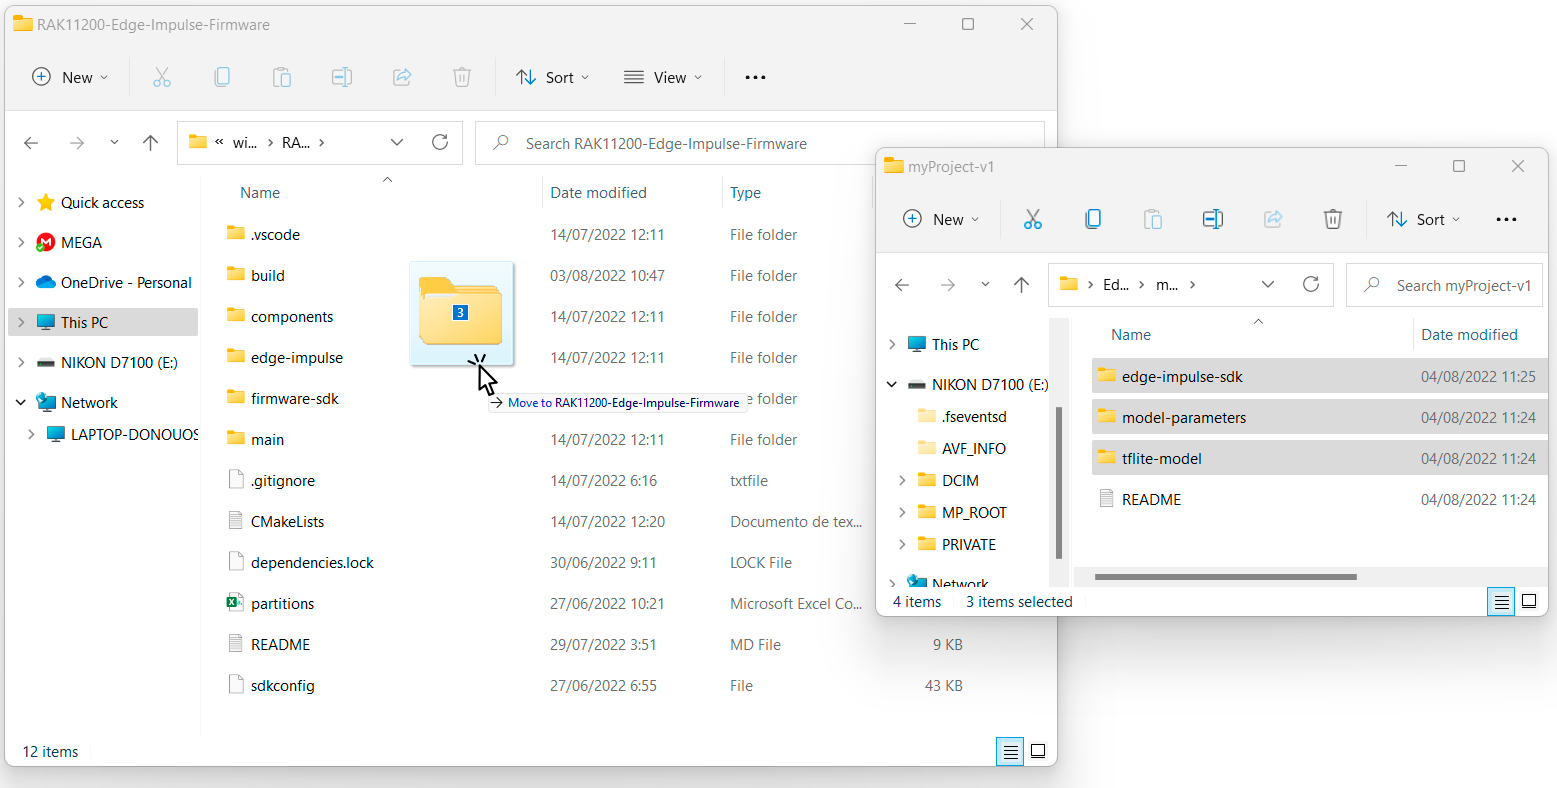 RAK11200-Edge-Impulse-Firmware
New
Sort
View
« wi... RA...
Search RAK11200-Edge-Impulse-Firmware
Quick access
MEGA
OneDrive - Personal
This PC
NIKON D7100 (E:)
Network
LAPTOP-DONOUOS
Name Date modified Type
.vscode 14/07/2022 12:11 File folder
build 03/08/2022 10:47 File folder
components 14/07/2022 12:11 File folder
edge-impulse 14/07/2022 12:11 File folder
firmware-sdk e folder
main 14/07/2022 12:11 File folder
.gitignore 14/07/2022 6:16 txtfile
CMakeLists 14/07/2022 12:20 Documento de tex...
dependencies.lock 30/06/2022 9:11 LOCK File
partitions 27/06/2022 10:21 Microsoft Excel Co...
README 29/07/2022 3:51 MD File 9 KB
sdkconfig 27/06/2022 6:55 File 43 KB
3
→ Move to RAK11200-Edge-Impulse-Firmware
12 items
myProject-v1
New
Sort
Ed... m...
Search myProject-v1
This PC
NIKON D7100 (E:)
.fseventsd
AVF_INFO
DCIM
MP_ROOT
PRIVATE
Network
Name Date modified
edge-impulse-sdk 04/08/2022 11:25
model-parameters 04/08/2022 11:24
tflite-model 04/08/2022 11:24
README 04/08/2022 11:24
4 items 3 items selected